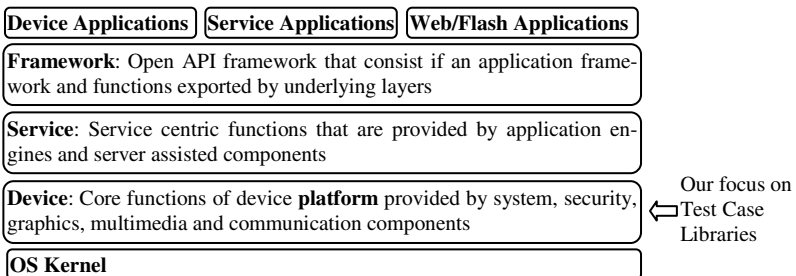 Device Applications Service Applications Web/Flash Applications
Framework: Open API framework that consist if an application frame-
work and functions exported by underlying layers
Service: Service centric functions that are provided by application en-
gines and server assisted components
Device: Core functions of device platform provided by system, security,
graphics, multimedia and communication components
Our focus on
Test Case
Libraries
OS Kernel